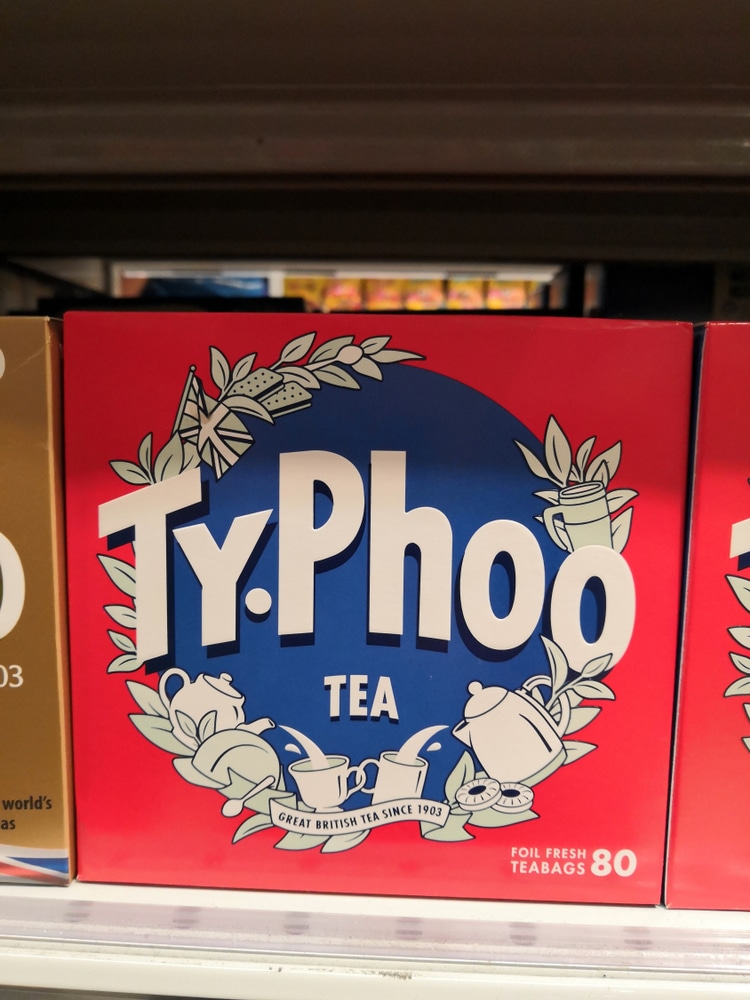 Ty.Phoo
TEA
GREAT BRITISH TEA SINCE 1903
FOIL FRESH
TEABAGS 80
03
world's
as